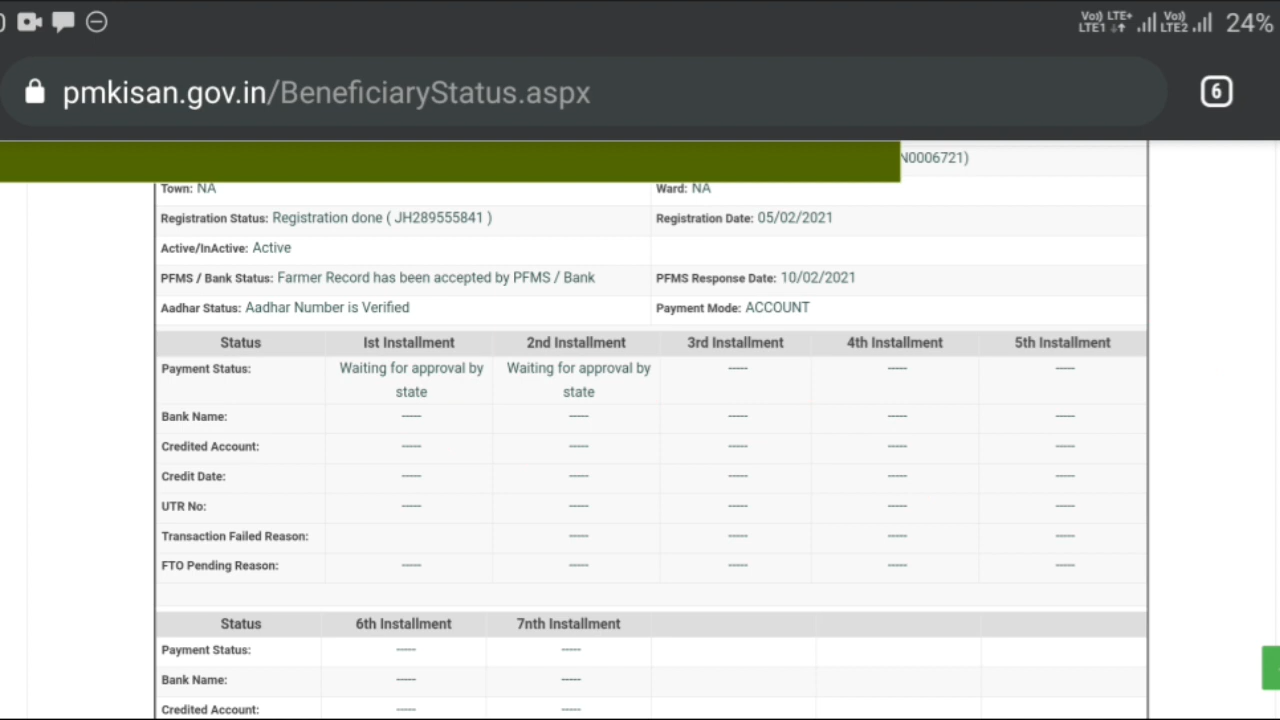 Vo) LTE+ Vo)
LTE1 LTE2 24%
pmkisan.gov.in/BeneficiaryStatus.aspx 6
N0006721)
Town: NA Ward: NA
Registration Status: Registration done ( JH289555841 ) Registration Date: 05/02/2021
Active/InActive: Active
PFMS / Bank Status: Farmer Record has been accepted by PFMS / Bank PFMS Response Date: 10/02/2021
Aadhar Status: Aadhar Number is Verified Payment Mode: ACCOUNT
Status Ist Installment 2nd Installment 3rd Installment 4th Installment 5th Installment
Payment Status: Waiting for approval by state Waiting for approval by state ----- ----- -----
Bank Name: ----- ----- ----- ----- -----
Credited Account: ----- ----- ----- ----- -----
Credit Date: ----- ----- ----- ----- -----
UTR No: ----- ----- ----- ----- -----
Transaction Failed Reason: ----- ----- ----- -----
FTO Pending Reason: ----- ----- ----- ----- -----
Status 6th Installment 7nth Installment
Payment Status: ----- -----
Bank Name: ----- -----
Credited Account: ----- -----